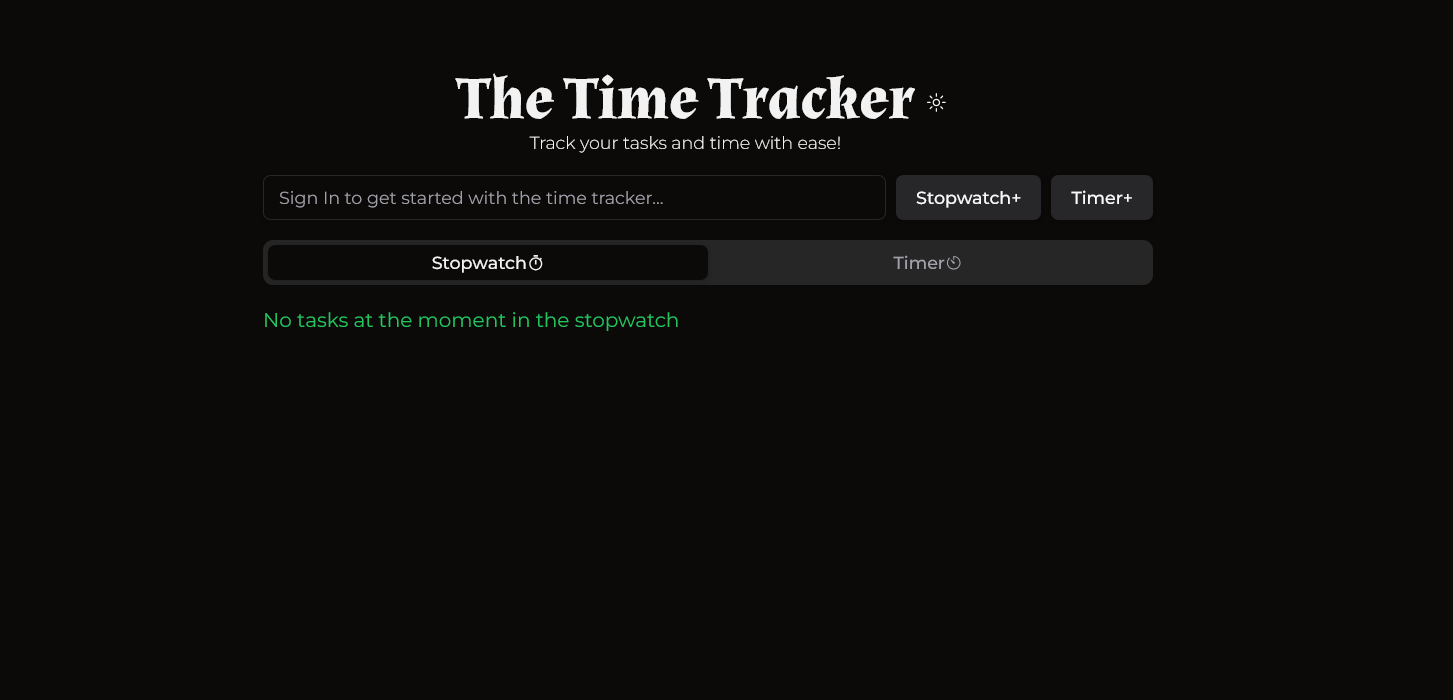 The Time Tracker
Track your tasks and time with ease!
Sign In to get started with the time tracker...
Stopwatch+
Timer+
Stopwatch
Timer
No tasks at the moment in the stopwatch